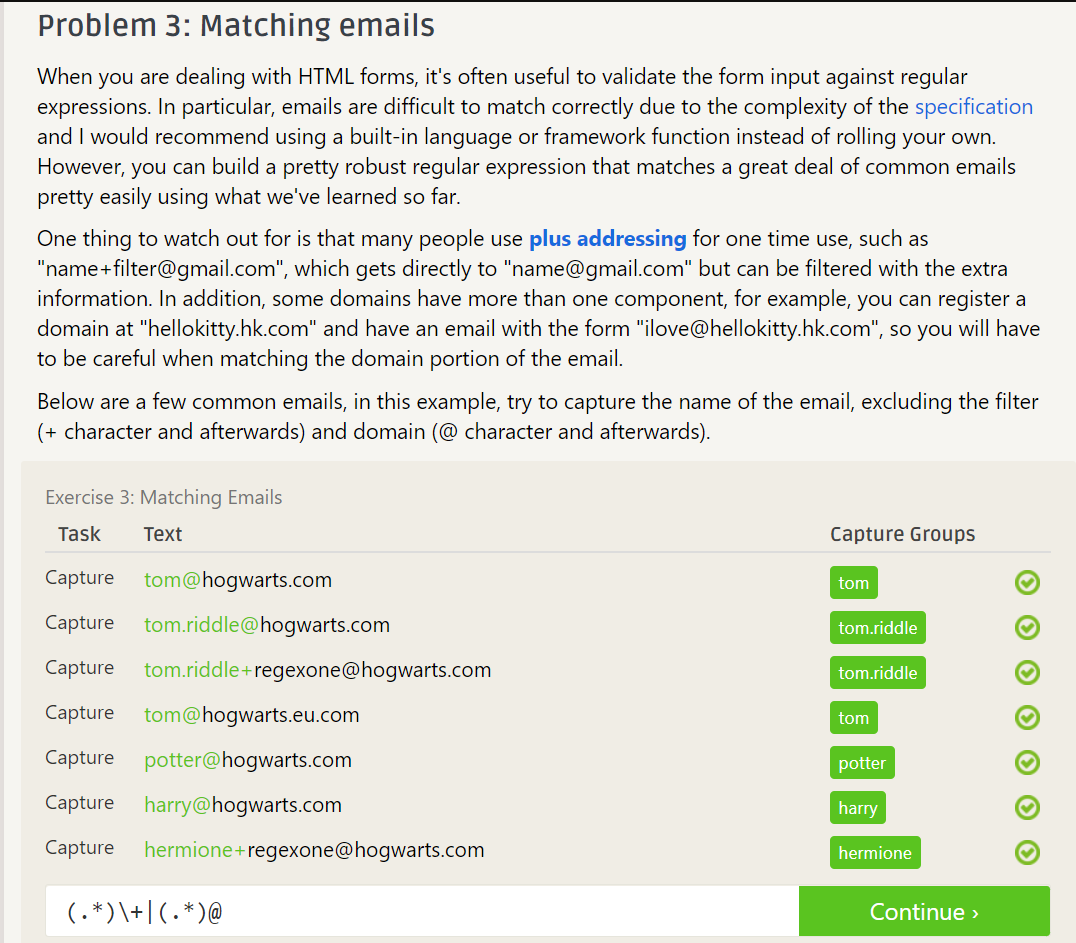 Problem 3: Matching emails
When you are dealing with HTML forms, it's often useful to validate the form input against regular
expressions. In particular, emails are difficult to match correctly due to the complexity of the specification
and I would recommend using a built-in language or framework function instead of rolling your own.
However, you can build a pretty robust regular expression that matches a great deal of common emails
pretty easily using what we've learned so far.
One thing to watch out for is that many people use plus addressing for one time use, such as
"name+filter@gmail.com", which gets directly to "name@gmail.com" but can be filtered with the extra
information. In addition, some domains have more than one component, for example, you can register a
domain at "hellokitty.hk.com" and have an email with the form "ilove@hellokitty.hk.com", so you will have
to be careful when matching the domain portion of the email.
Below are a few common emails, in this example, try to capture the name of the email, excluding the filter
(+ character and afterwards) and domain (@ character and afterwards).
Exercise 3: Matching Emails
Task Text Capture Groups
Capture tom@hogwarts.com tom
Capture tom.riddle@hogwarts.com tom.riddle
Capture tom.riddle+regexone@hogwarts.com tom.riddle
Capture tom@hogwarts.eu.com tom
Capture potter@hogwarts.com potter
Capture harry@hogwarts.com harry
Capture hermione+regexone@hogwarts.com hermione
(.*)\+|(.*)@ Continue ›